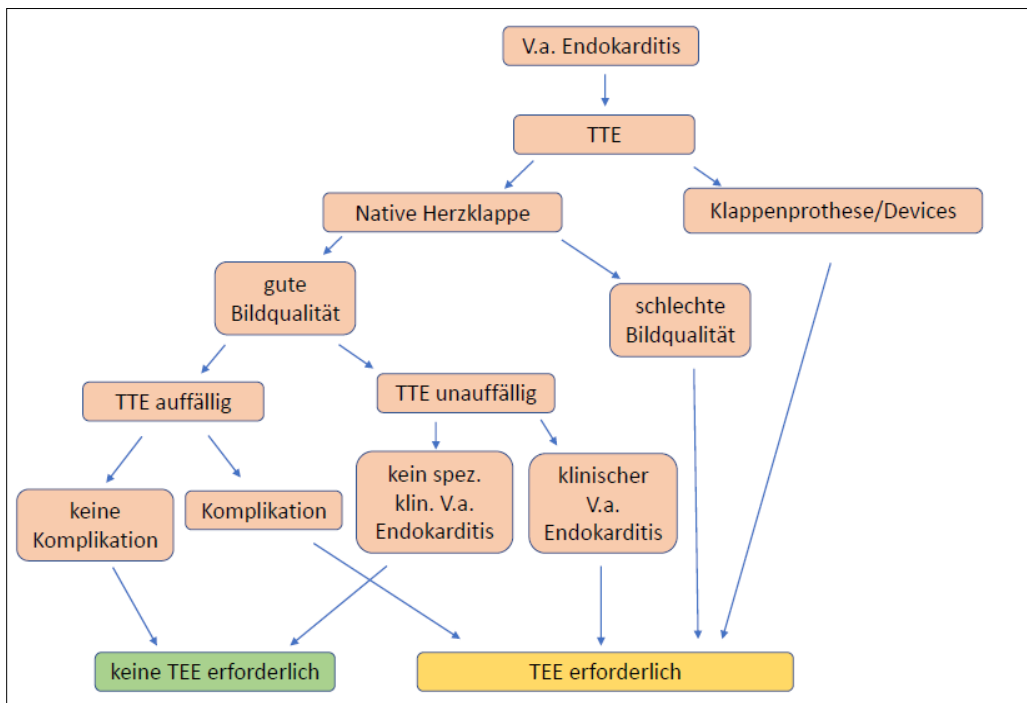 V.a. Endokarditis
TTE
Native Herzklappe
Klappenprothese/Devices
gute
Bildqualität
schlechte
Bildqualität
TTE auffällig
TTE unauffällig
keine
Komplikation
Komplikation
kein spez.
klin. V.a.
Endokarditis
klinischer
V.a.
Endokarditis
keine TEE erforderlich
TEE erforderlich